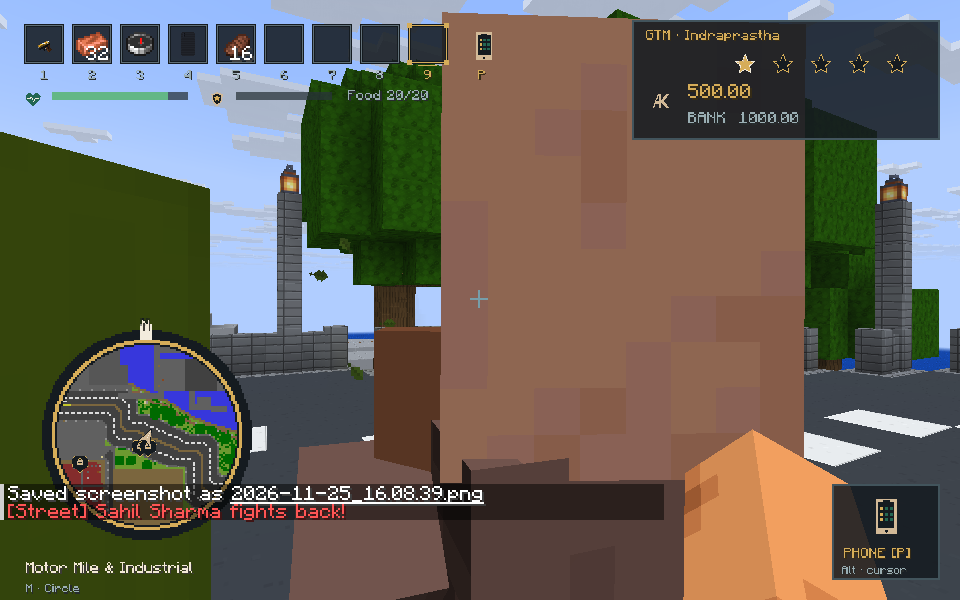 32
16
1 2 3 4 5 6 7 8 9 P
Food 20/20
GTM · Indraprastha
500.00
BANK 1000.00
N
Saved screenshot as 2026-11-25_16.08.39.png
[Street] Sahil Sharma fights back!
Motor Mile & Industrial
M · Circle
PHONE [P]
Alt · cursor